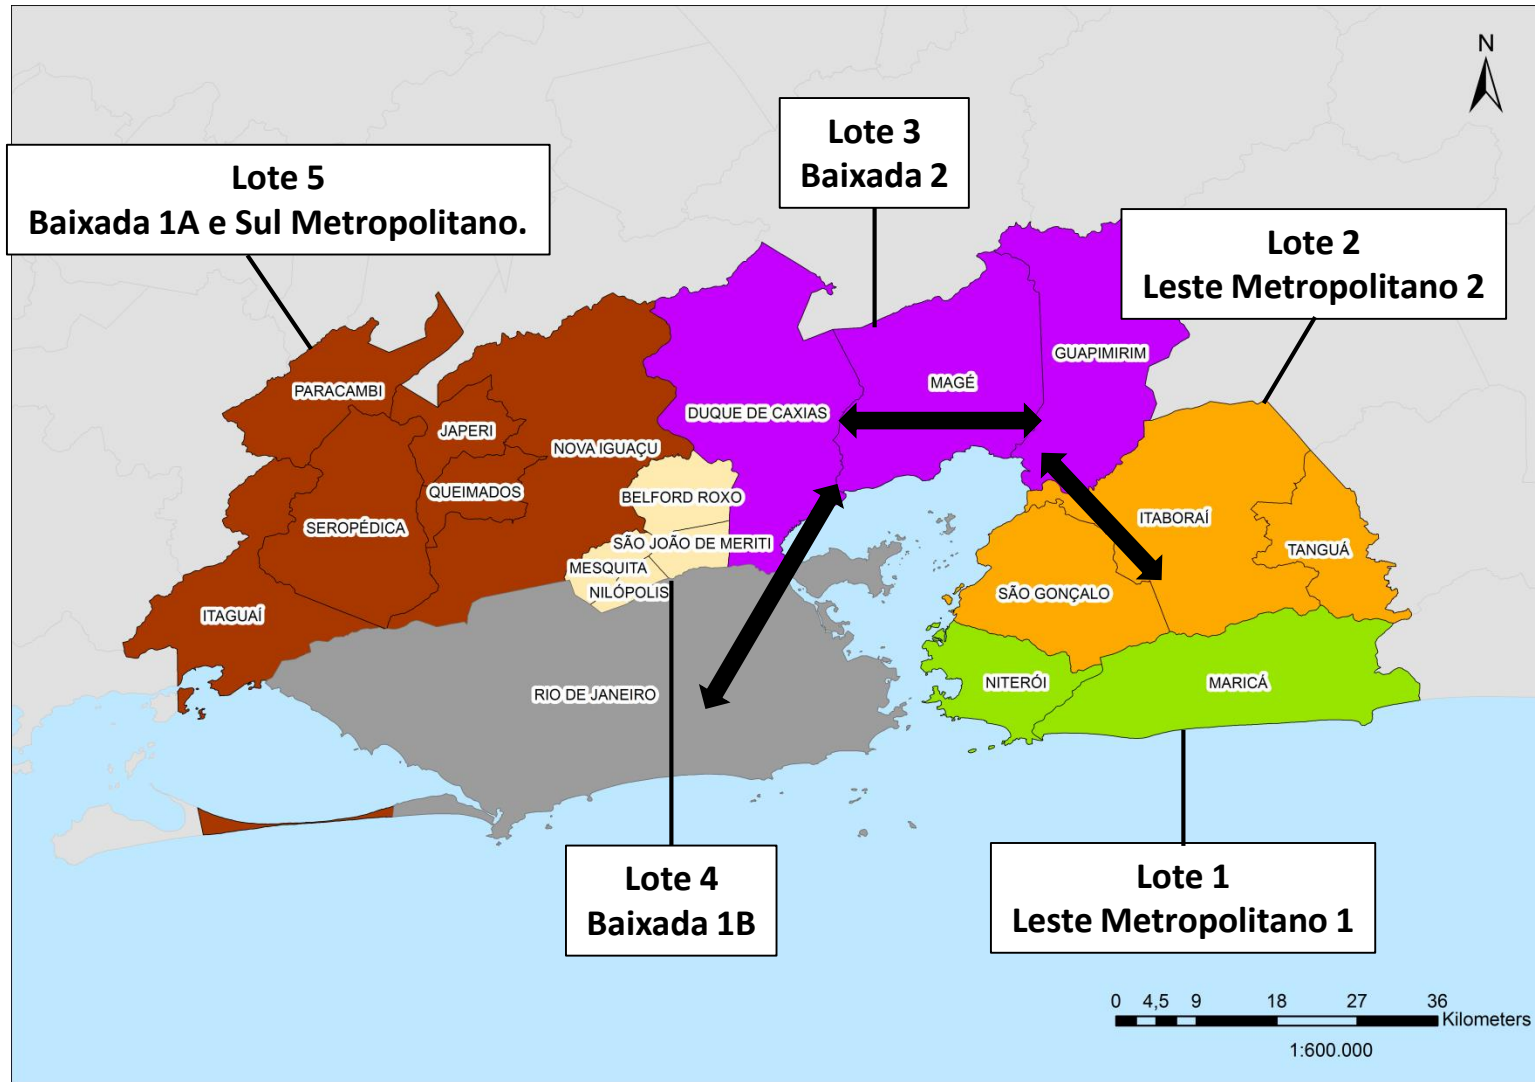 N
Lote 3
Baixada 2
Lote 5
Baixada 1A e Sul Metropolitano.
Lote 2
Leste Metropolitano 2
GUAPIMIRIM
MAGÉ
PARACAMBI
DUQUE DE CAXIAS
JAPERI
NOVA IGUAÇU
QUEIMADOS
BELFORD ROXO
ITABORAÍ
SEROPÉDICA
SÃO JOÃO DE MERITI
TANGUÁ
MESQUITA
NILÓPOLIS
SÃO GONÇALO
ITAGUAÍ
NITERÓI
MARICÁ
RIO DE JANEIRO
Lote 4
Baixada 1B
Lote 1
Leste Metropolitano 1
0 4,5 9 18 27 36
Kilometers
1:600.000